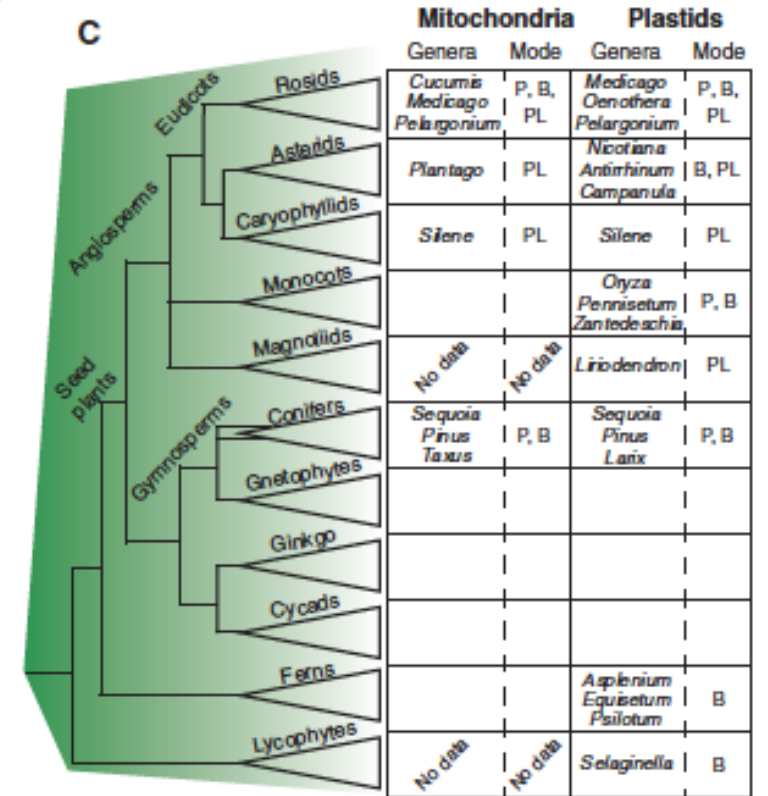 C
Mitochondria Plastids
Genera Mode Genera Mode
Eudicots
Angiosperms
Seed
plants
Gymnosperms
Rosids
Cucumis
Medicago
Pelargonium
P, B,
PL
Medicago
Oenothera
Pelargonium
P, B,
PL
Asterids
Plantago
PL
Nicotiana
Antirrhinum
Campanula
B, PL
Caryophyllids
Silene
PL
Silene
PL
Monocots
Oryza
Pennisetum
Zantedeschia
P, B
Magnoliids
No data
No data
Liriodendron
PL
Conifers
Sequoia
Pinus
Taxus
P, B
Sequoia
Pinus
Larix
P, B
Gnetophytes
Ginkgo
Cycads
Ferns
Asplenium
Equisetum
Psilotum
B
Lycophytes
No data
No data
Selaginella
B